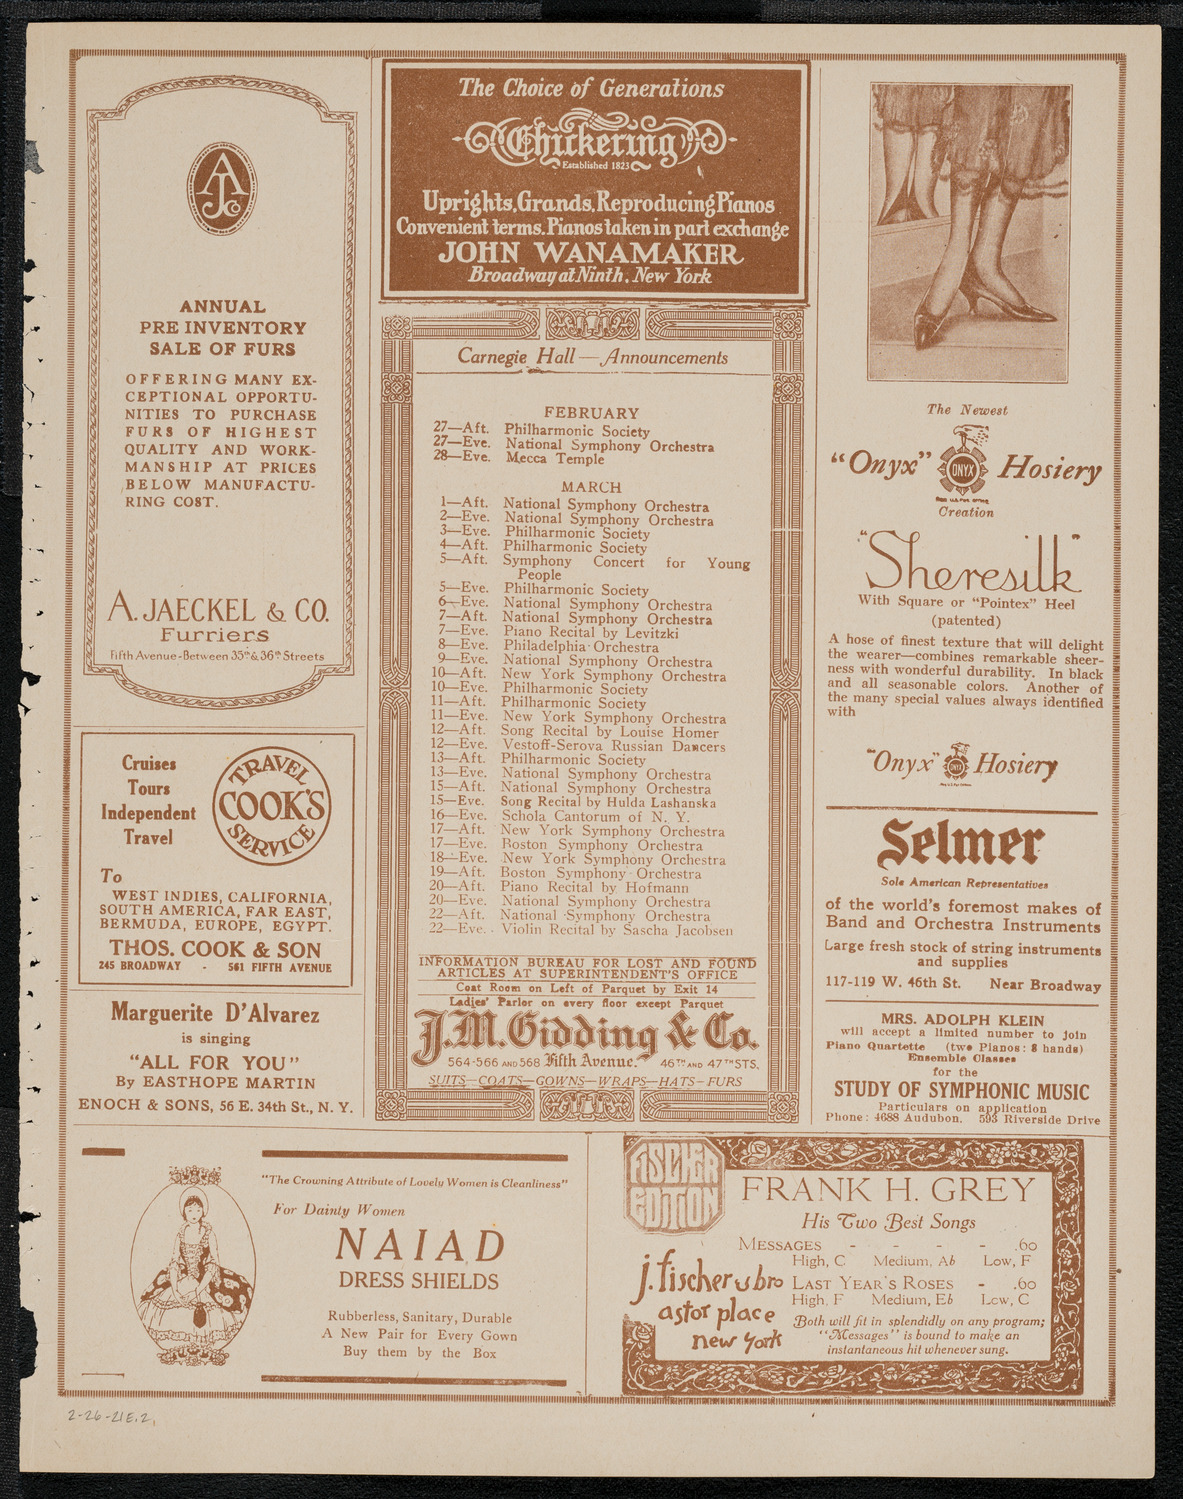 AJCo
ANNUAL
PRE INVENTORY
SALE OF FURS
OFFERING MANY EX-
CEPTIONAL OPPORTU-
NITIES TO PURCHASE
FURS OF HIGHEST
QUALITY AND WORK-
MANSHIP AT PRICES
BELOW MANUFACTU-
RING COST.
A. JAECKEL & CO.
Furriers
Fifth Avenue-Between 35th & 36th Streets
Cruises
Tours
Independent
Travel
TRAVEL
COOK'S
SERVICE
To
WEST INDIES, CALIFORNIA,
SOUTH AMERICA, FAR EAST,
BERMUDA, EUROPE, EGYPT.
THOS. COOK & SON
245 BROADWAY - 561 FIFTH AVENUE
Marguerite D'Alvarez
is singing
"ALL FOR YOU"
By EASTHOPE MARTIN
ENOCH & SONS, 56 E. 34th St., N. Y.
The Choice of Generations
Chickering
Established 1823
Uprights, Grands, Reproducing Pianos
Convenient terms. Pianos taken in part exchange
JOHN WANAMAKER
Broadway at Ninth, New York
Carnegie Hall—Announcements
FEBRUARY
27—Aft. Philharmonic Society
27—Eve. National Symphony Orchestra
28—Eve. Mecca Temple
MARCH
1—Aft. National Symphony Orchestra
2—Eve. National Symphony Orchestra
3—Eve. Philharmonic Society
4—Aft. Philharmonic Society
5—Aft. Symphony Concert for Young
People
5—Eve. Philharmonic Society
6—Eve. National Symphony Orchestra
7—Aft. National Symphony Orchestra
7—Eve. Piano Recital by Levitzki
8—Eve. Philadelphia Orchestra
9—Eve. National Symphony Orchestra
10—Aft. New York Symphony Orchestra
10—Eve. Philharmonic Society
11—Aft. Philharmonic Society
11—Eve. New York Symphony Orchestra
12—Aft. Song Recital by Louise Homer
12—Eve. Vestoff-Serova Russian Dancers
13—Aft. Philharmonic Society
13—Eve. National Symphony Orchestra
15—Aft. National Symphony Orchestra
15—Eve. Song Recital by Hulda Lashanska
16—Eve. Schola Cantorum of N. Y.
17—Aft. New York Symphony Orchestra
17—Eve. Boston Symphony Orchestra
18—Eve. New York Symphony Orchestra
19—Aft. Boston Symphony Orchestra
20—Aft. Piano Recital by Hofmann
20—Eve. National Symphony Orchestra
22—Aft. National Symphony Orchestra
22—Eve. Violin Recital by Sascha Jacobsen
INFORMATION BUREAU FOR LOST AND FOUND
ARTICLES AT SUPERINTENDENT'S OFFICE
Coat Room on Left of Parquet by Exit 14
Ladies' Parlor on every floor except Parquet
J.M. Gidding & Co.
564-566 AND 568 Fifth Avenue. 46TH AND 47TH STS.
SUITS—COATS—GOWNS—WRAPS—HATS-FURS
The Newest
"Onyx" ONYX Hosiery
Creation
"Sheresilk"
With Square or "Pointex" Heel
(patented)
A hose of finest texture that will delight
the wearer—combines remarkable sheer-
ness with wonderful durability. In black
and all seasonable colors. Another of
the many special values always identified
with
"Onyx" ONYX Hosiery
Selmer
Sole American Representatives
of the world's foremost makes of
Band and Orchestra Instruments
Large fresh stock of string instruments
and supplies
117-119 W. 46th St. Near Broadway
MRS. ADOLPH KLEIN
will accept a limited number to join
Piano Quartette (two Pianos: 8 hands)
Ensemble Classes
for the
STUDY OF SYMPHONIC MUSIC
Particulars on application
Phone: 4688 Audubon. 593 Riverside Drive
"The Crowning Attribute of Lovely Women is Cleanliness"
For Dainty Women
NAIAD
DRESS SHIELDS
Rubberless, Sanitary, Durable
A New Pair for Every Gown
Buy them by the Box
FISCHER
EDITION
j. fischer & bro
astor place
new york
FRANK H. GREY
His Two Best Songs
MESSAGES - - - - .60
High, C Medium, Ab Low, F
LAST YEAR'S ROSES - .60
High, F Medium, Eb Low, C
Both will fit in splendidly on any program;
"Messages" is bound to make an
instantaneous hit whenever sung.
2-26-21E.2.